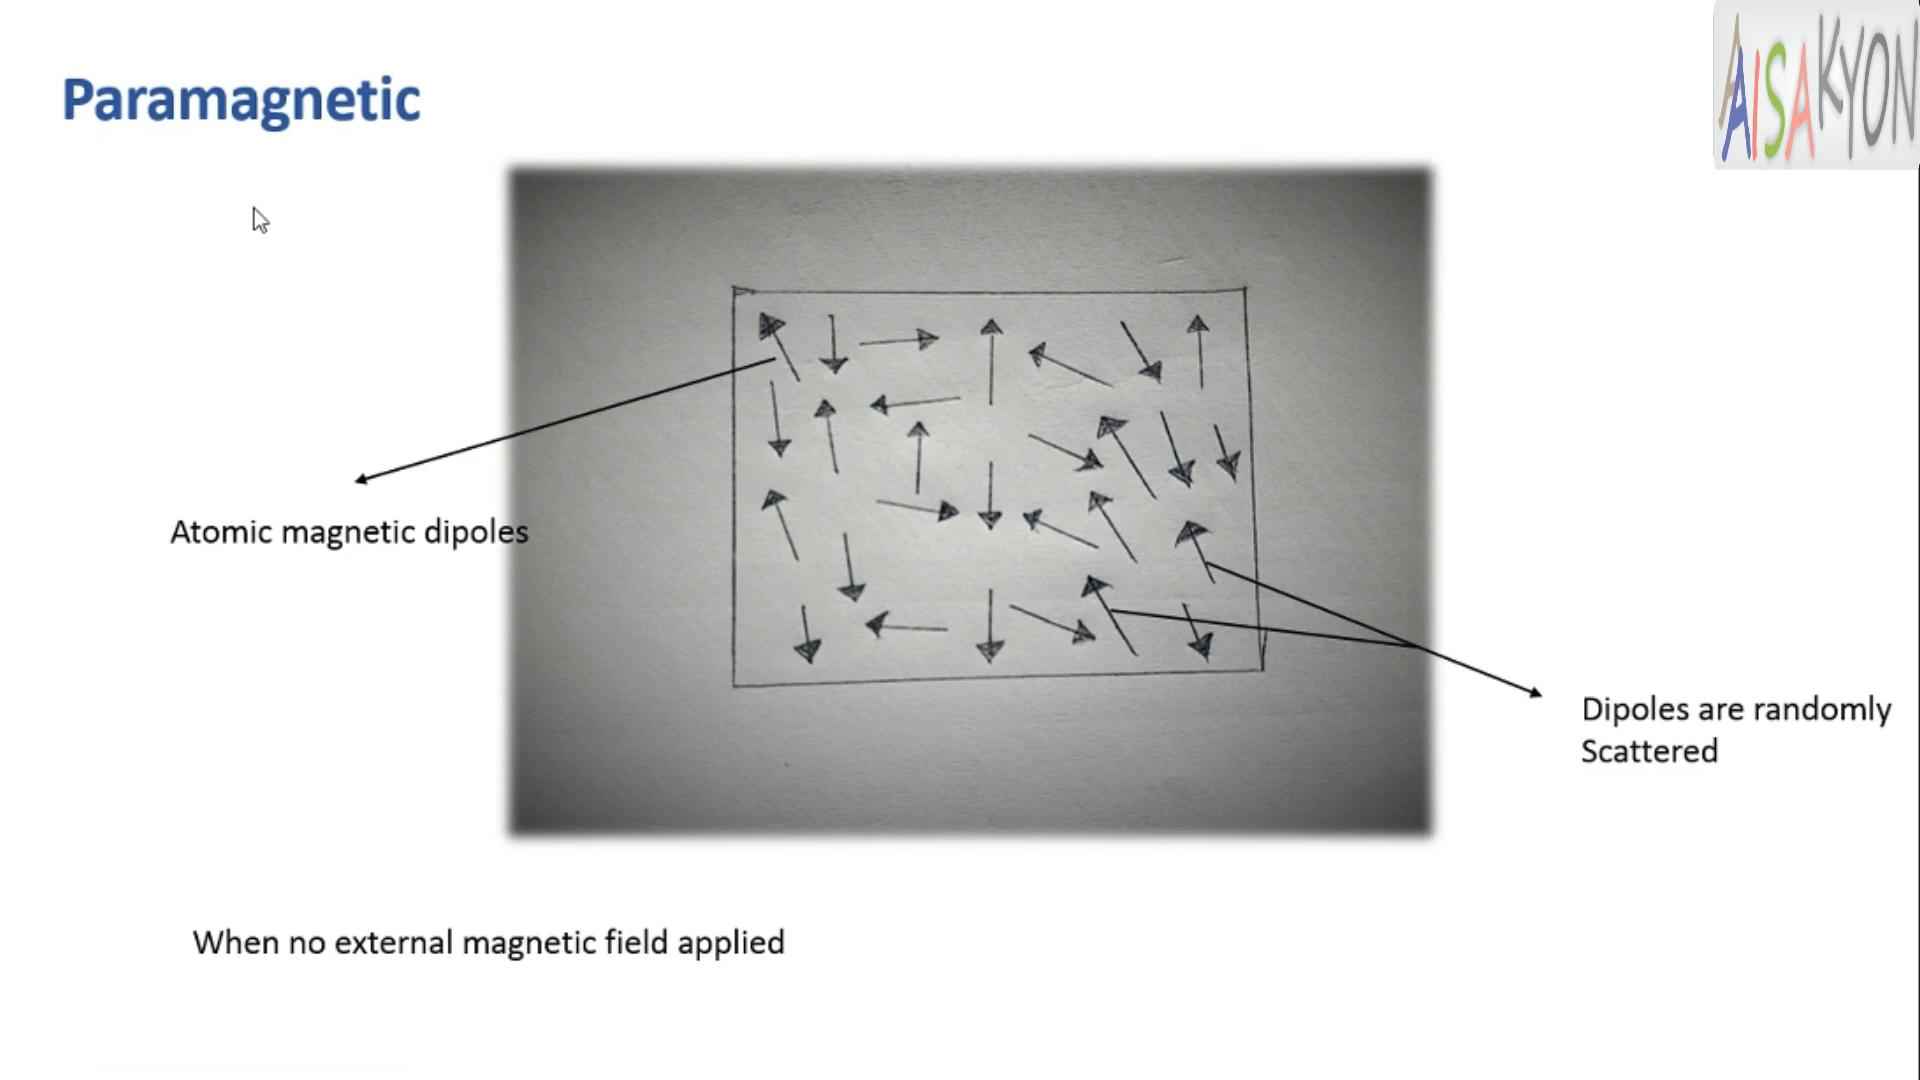 AISAKYON
Paramagnetic
Atomic magnetic dipoles
Dipoles are randomly
Scattered
When no external magnetic field applied